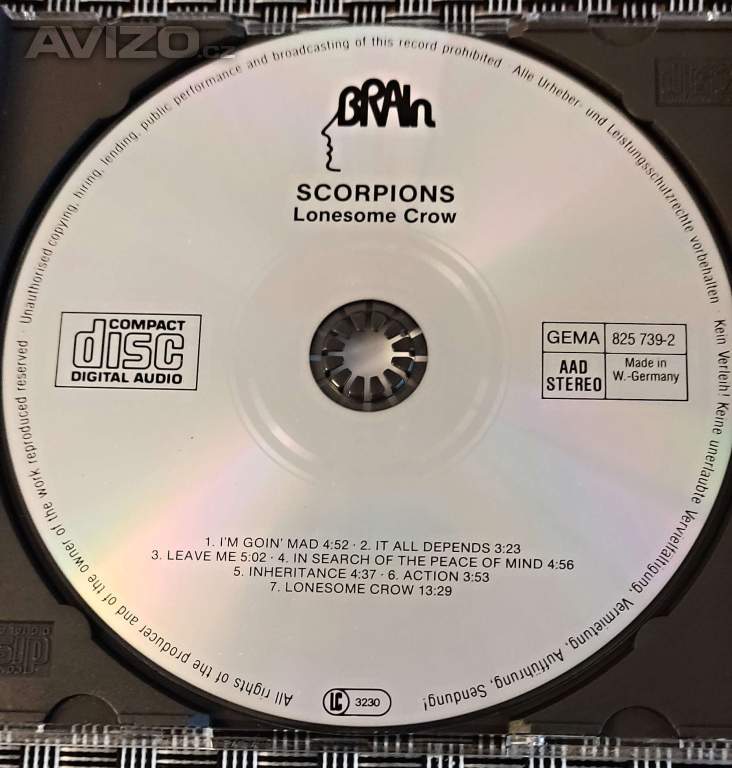 AVIZO.cz
BRAIN
SCORPIONS
Lonesome Crow
COMPACT
disc
DIGITAL AUDIO
GEMA 825 739-2
AAD STEREO Made in W.-Germany
1. I'M GOIN' MAD 4:52 · 2. IT ALL DEPENDS 3:23
3. LEAVE ME 5:02 · 4. IN SEARCH OF THE PEACE OF MIND 4:56
5. INHERITANCE 4:37 · 6. ACTION 3:53
7. LONESOME CROW 13:29
LC 3230
All rights of the producer and of the owner of the work reproduced reserved · Unauthorised copying, hiring, lending, public performance and broadcasting of this record prohibited · Alle Urheber- und Leistungsschutzrechte vorbehalten · Kein Verleih! Keine unerlaubte Vervielfältigung, Vermietung, Aufführung, Sendung!